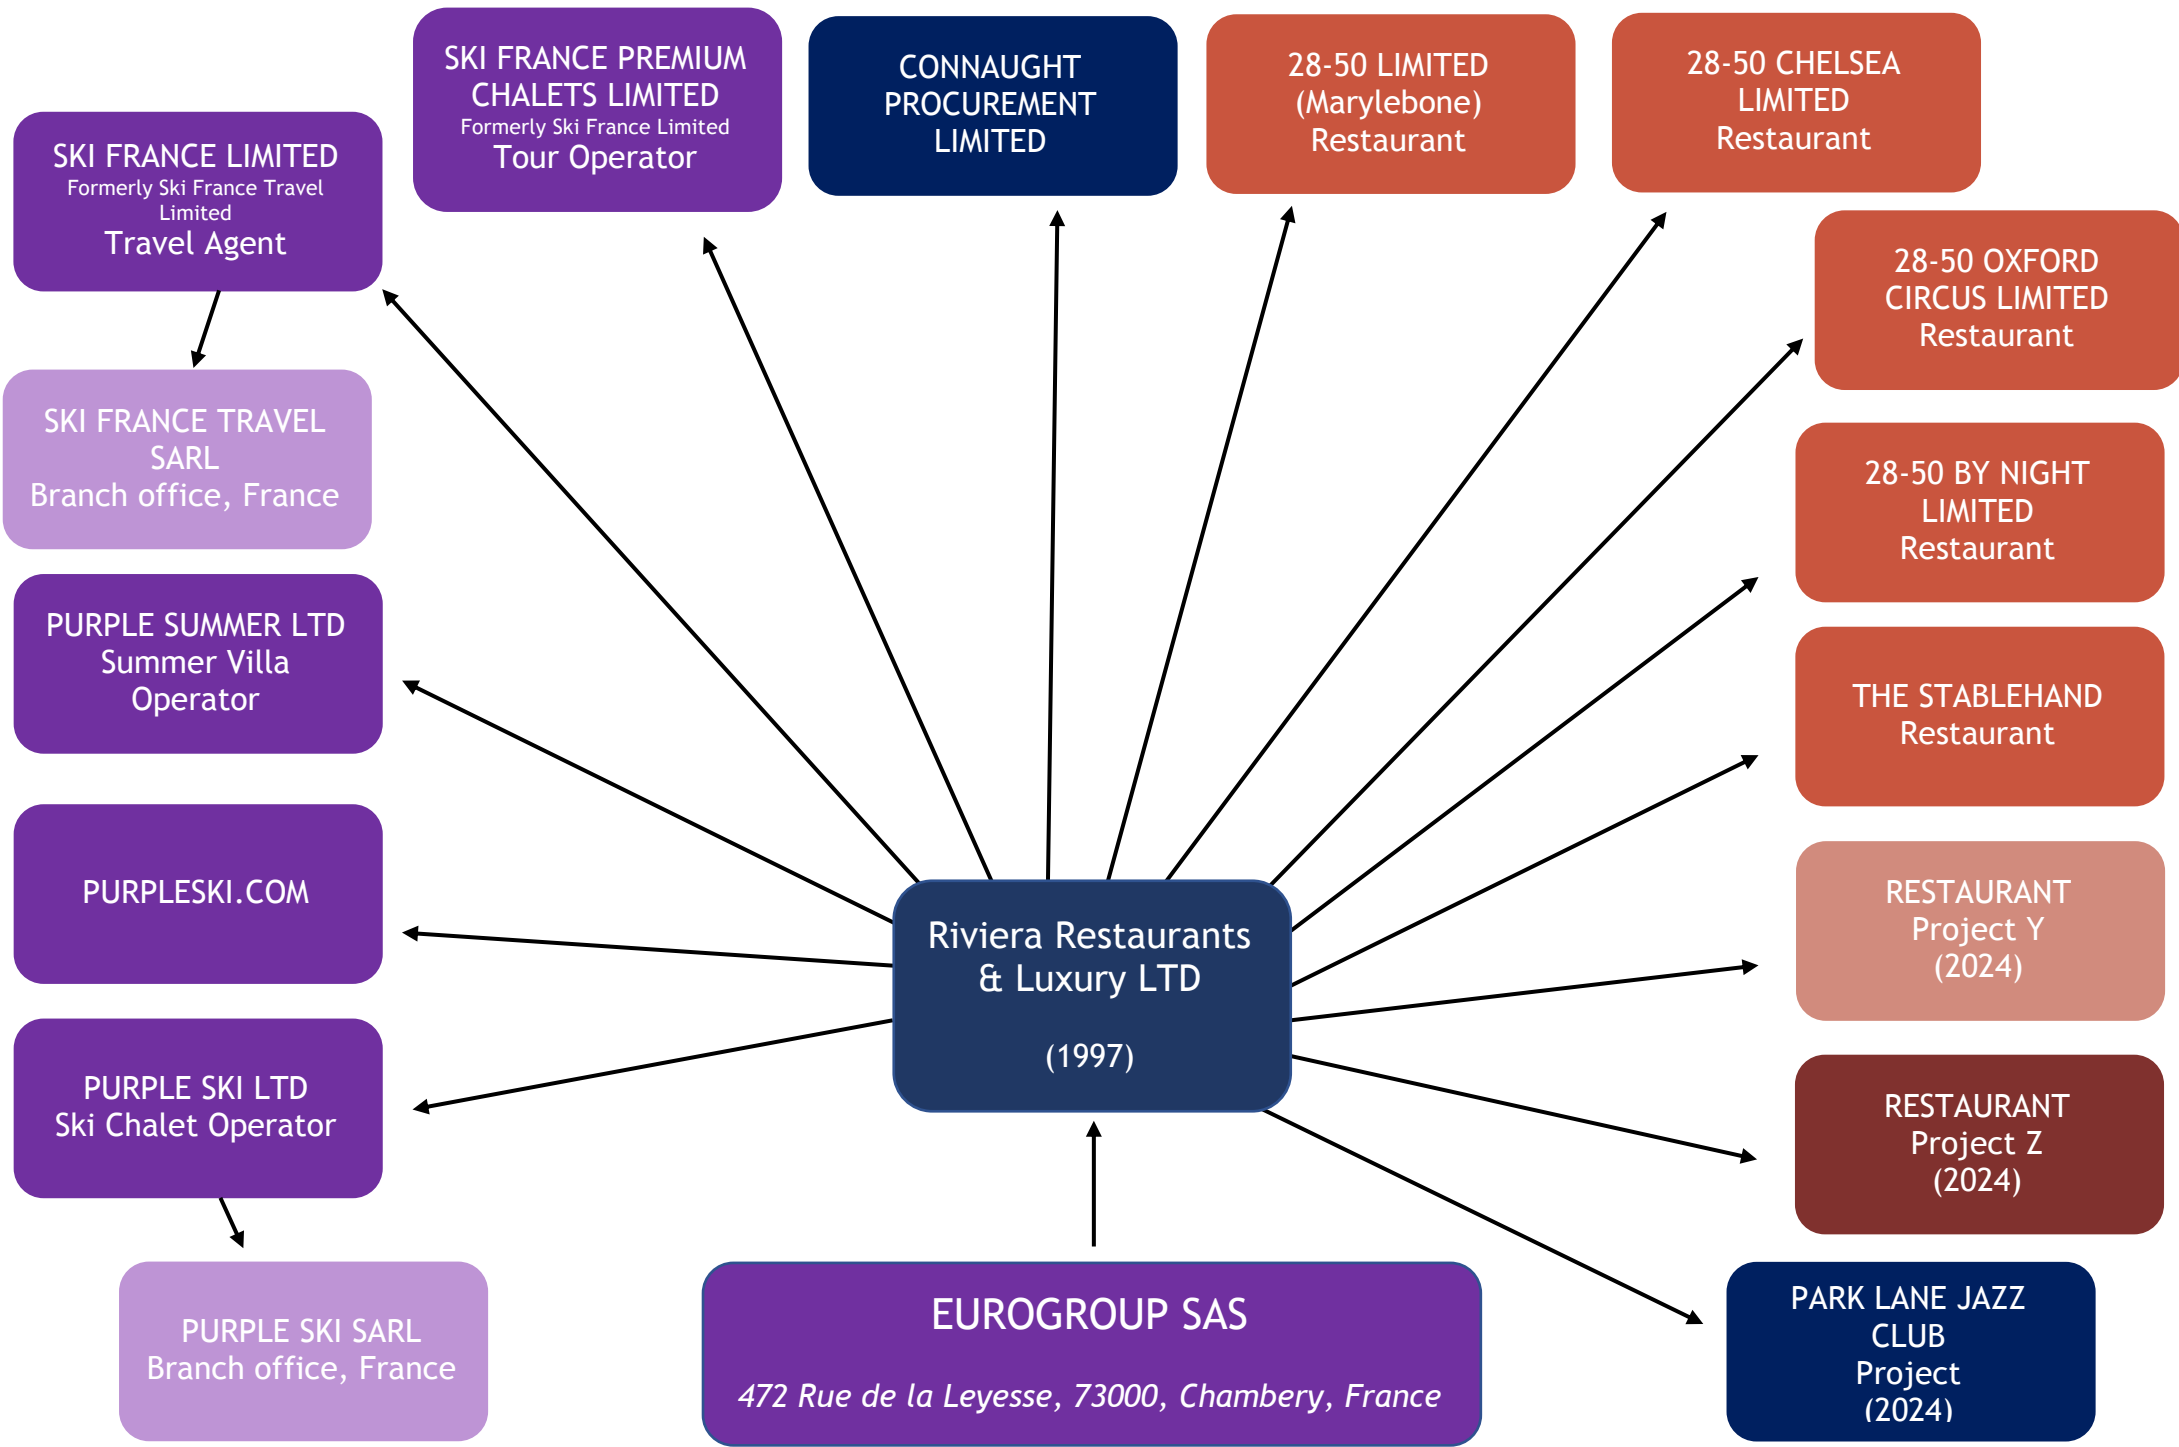 SKI FRANCE LIMITED
Formerly Ski France Travel
Limited
Travel Agent
SKI FRANCE PREMIUM
CHALETS LIMITED
Formerly Ski France Limited
Tour Operator
CONNAUGHT
PROCUREMENT
LIMITED
28-50 LIMITED
(Marylebone)
Restaurant
28-50 CHELSEA
LIMITED
Restaurant
28-50 OXFORD
CIRCUS LIMITED
Restaurant
SKI FRANCE TRAVEL
SARL
Branch office, France
28-50 BY NIGHT
LIMITED
Restaurant
PURPLE SUMMER LTD
Summer Villa
Operator
THE STABLEHAND
Restaurant
PURPLESKI.COM
RESTAURANT
Project Y
(2024)
Riviera Restaurants
& Luxury LTD
(1997)
PURPLE SKI LTD
Ski Chalet Operator
RESTAURANT
Project Z
(2024)
PURPLE SKI SARL
Branch office, France
EUROGROUP SAS
472 Rue de la Leyesse, 73000, Chambery, France
PARK LANE JAZZ
CLUB
Project
(2024)